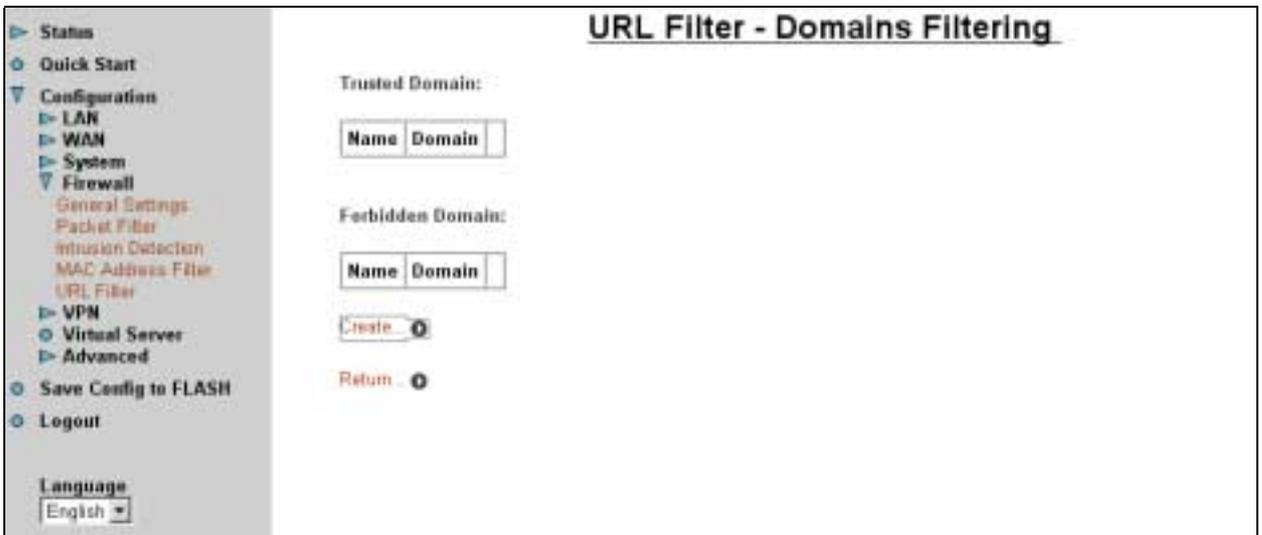 Status
Quick Start
Configuration
LAN
WAN
System
Firewall
General Settings
Packet Filter
Intrusion Detection
MAC Address Filter
URL Filter
VPN
Virtual Server
Advanced
Save Config to FLASH
Logout
Language
English
URL Filter - Domains Filtering
Trusted Domain:
Name Domain
Forbidden Domain:
Name Domain
Create...
Return...